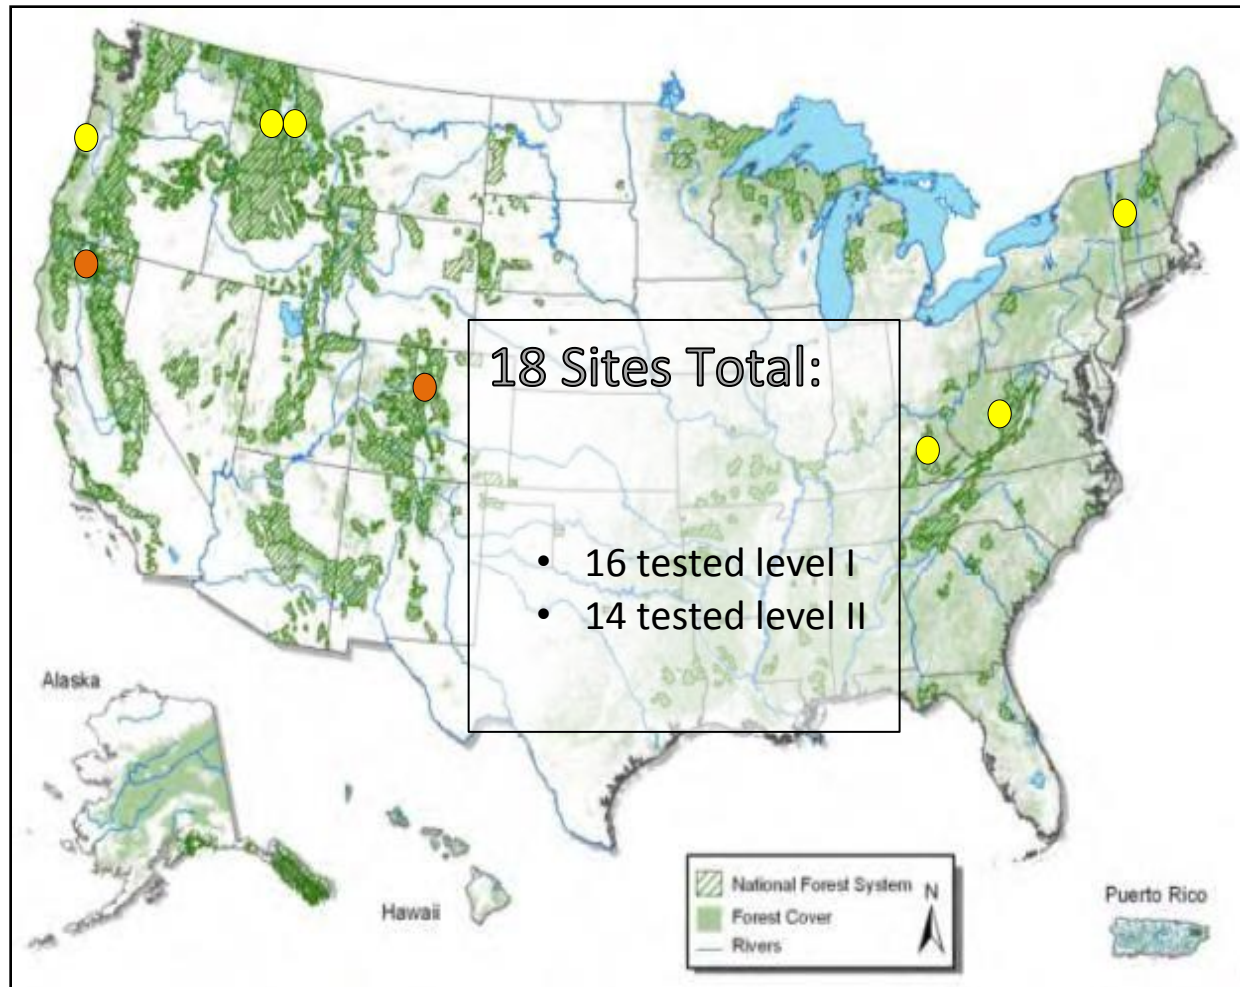 18 Sites Total:
• 16 tested level I
• 14 tested level II
Alaska
Hawaii
National Forest System
N
Forest Cover
Rivers
Puerto Rico